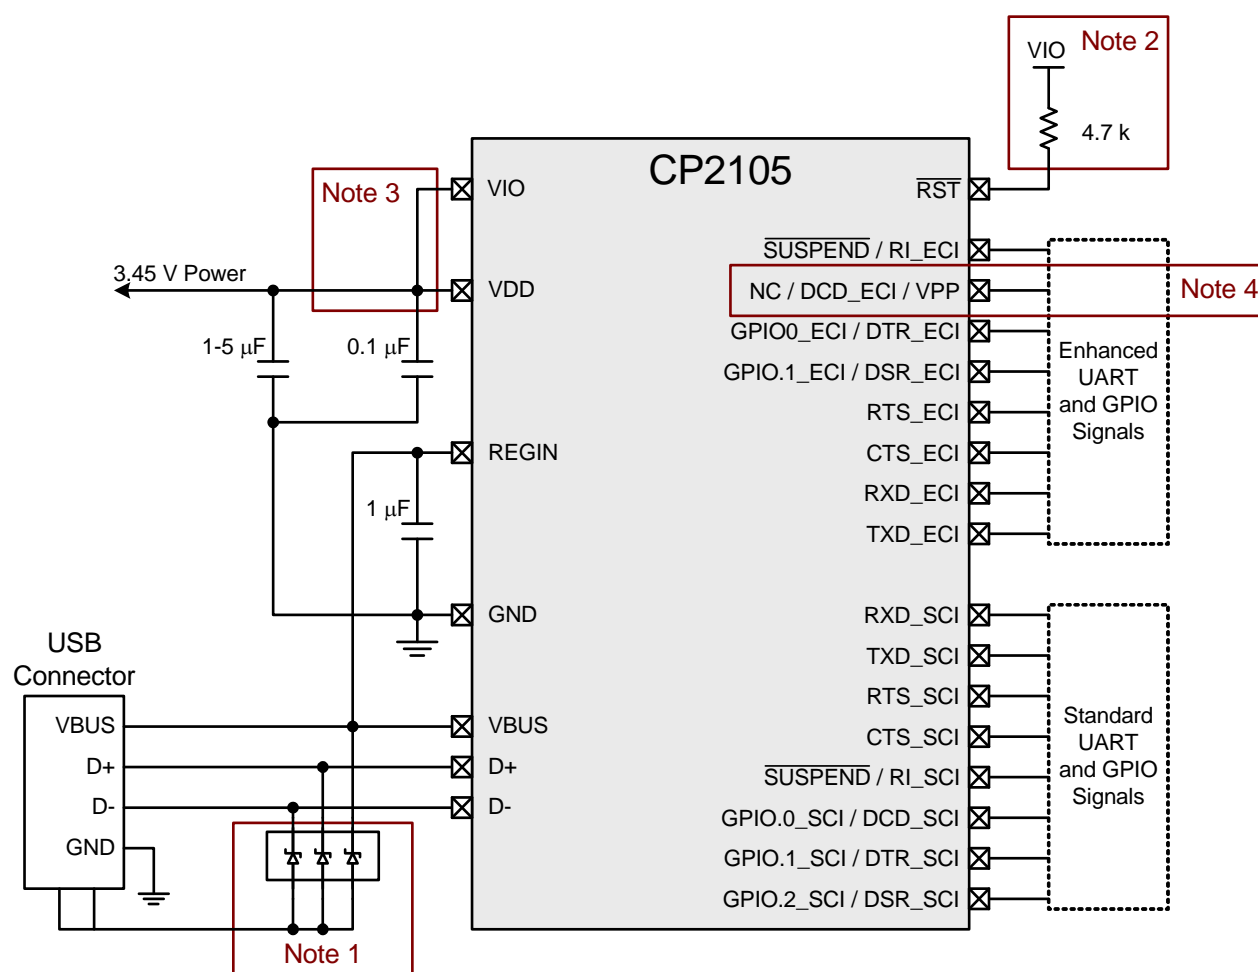 Note 2
VIO
4.7 k
CP2105
Note 3
VIO
RST
SUSPEND / RI_ECI
3.45 V Power
VDD
NC / DCD_ECI / VPP
Note 4
GPIO0_ECI / DTR_ECI
1-5 μF
0.1 μF
GPIO.1_ECI / DSR_ECI
Enhanced
UART
and GPIO
Signals
RTS_ECI
REGIN
CTS_ECI
1 μF
RXD_ECI
TXD_ECI
GND
RXD_SCI
USB
Connector
TXD_SCI
RTS_SCI
VBUS
VBUS
CTS_SCI
Standard
UART
and GPIO
Signals
D+
D+
SUSPEND / RI_SCI
D-
D-
GPIO.0_SCI / DCD_SCI
GND
GPIO.1_SCI / DTR_SCI
GPIO.2_SCI / DSR_SCI
Note 1